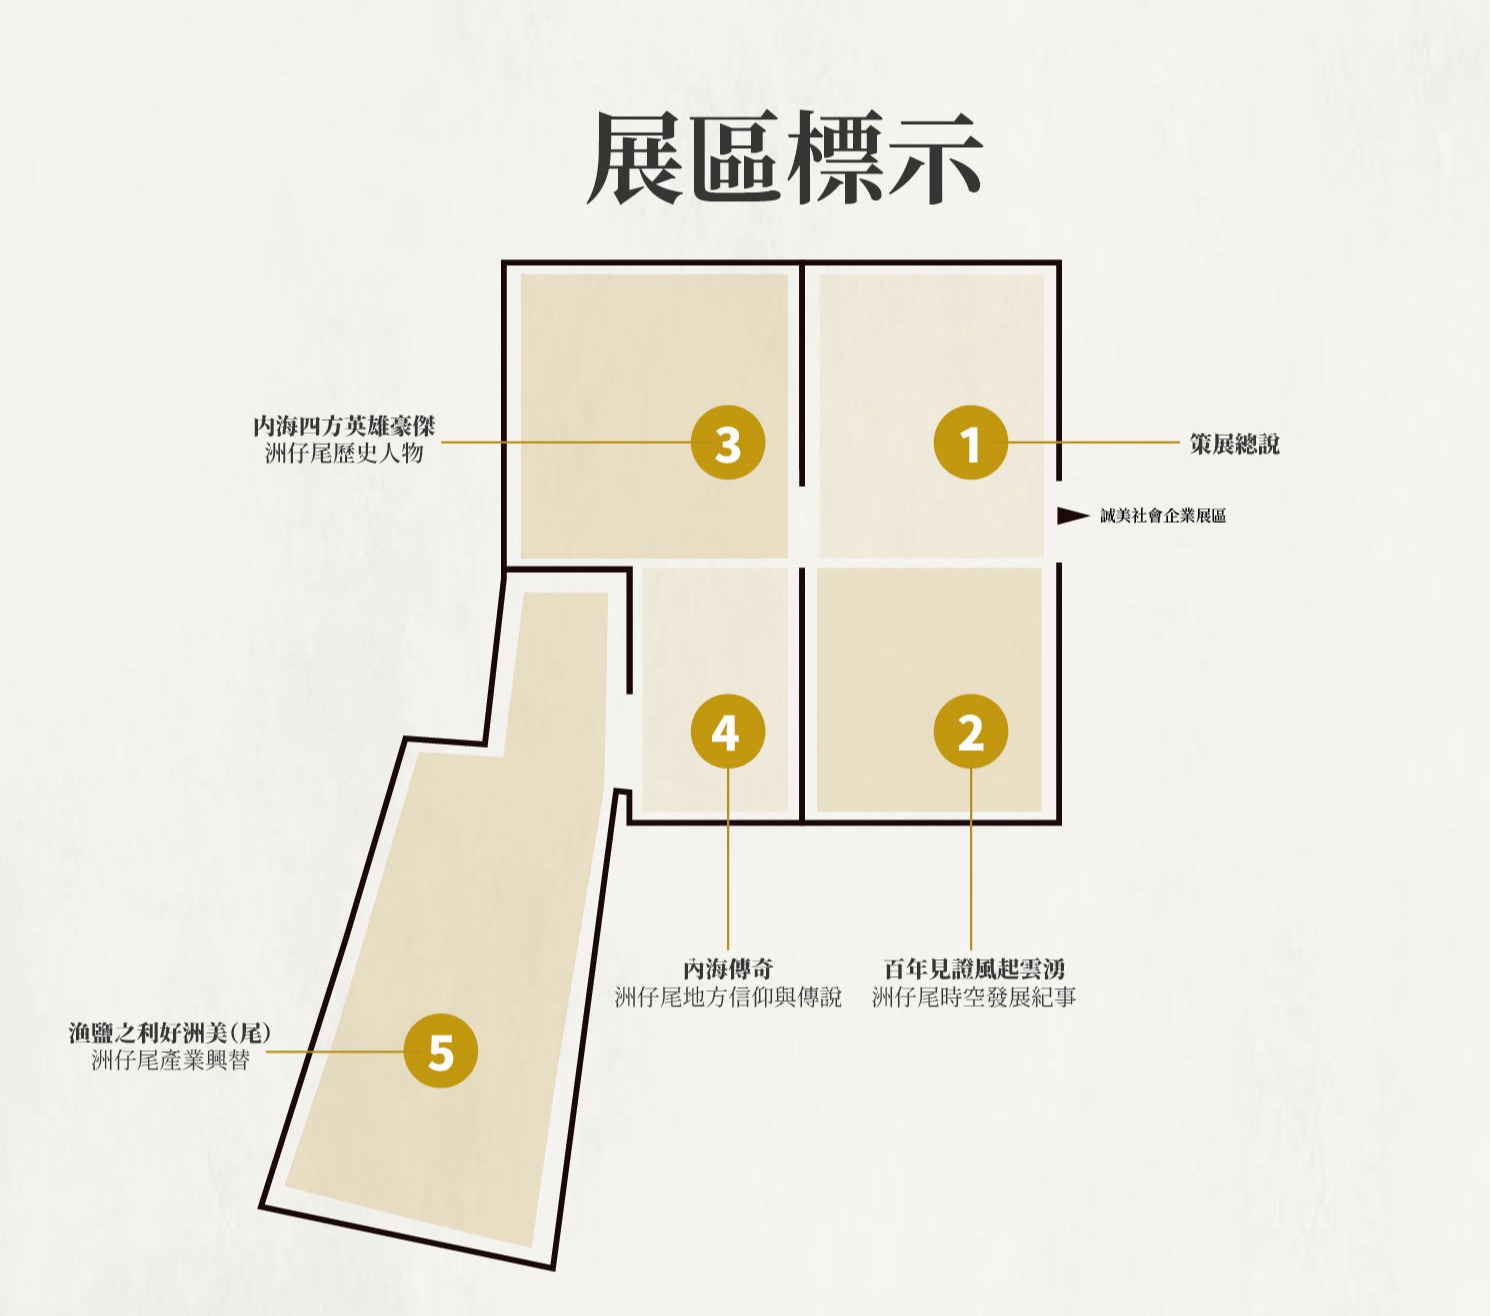 展區標示
3
1
內海四方英雄豪傑
洲仔尾歷史人物
策展總說
誠美社會企業展區
4
2
內海傳奇
洲仔尾地方信仰與傳說
百年見證風起雲湧
洲仔尾時空發展紀事
漁鹽之利好洲美(尾)
洲仔尾產業興替
5